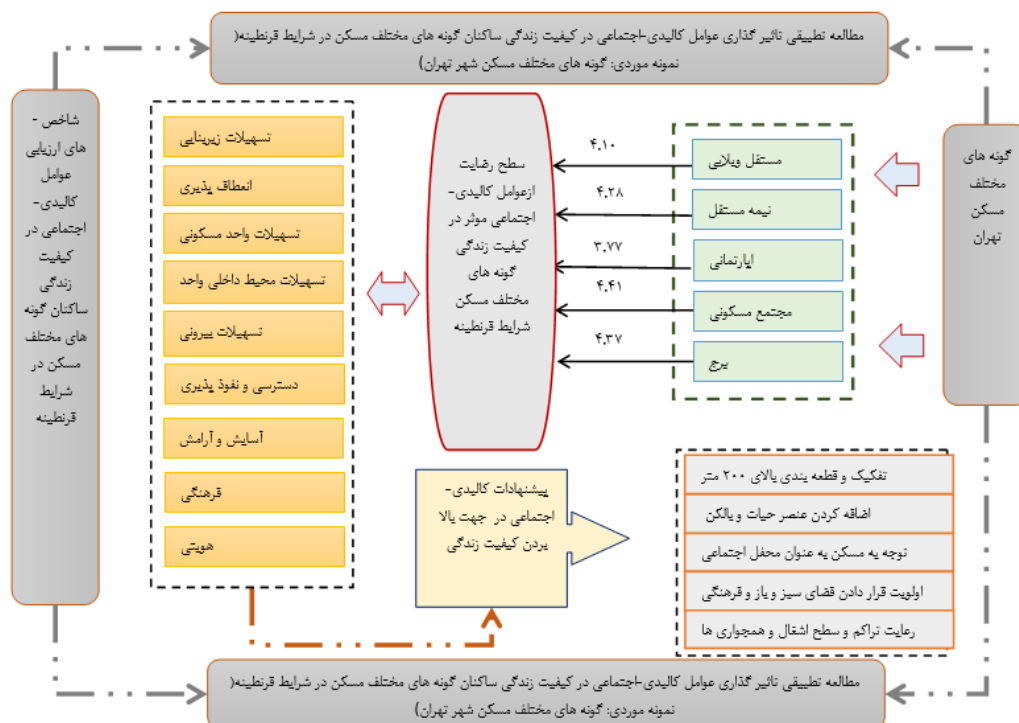 مطالعه تطبیقی تاثیر گذاری عوامل کالبدی-اجتماعی در کیفیت زندگی ساکنان گونه های مختلف مسکن در شرایط قرنطینه(
نمونه موردی: گونه های مختلف مسکن شهر تهران)
گونه های
مختلف
مسکن
تهران
مستقل ویلایی
نیمه مستقل
اپارتمانی
مجتمع مسکونی
برج
۴.۱۰
۴.۲۸
۳.۷۷
۴.۴۱
۴.۳۷
سطح رضایت
ازعوامل کالبدی-
اجتماعی موثر در
کیفیت زندگی
گونه های
مختلف مسکن
شرایط قرنطینه
تسهیلات زیربنایی
انعطاق پذیری
تسهیلات واحد مسکونی
تسهیلات محیط داخلی واحد
تسهیلات بیرونی
دسترسی و نفوذ پذیری
آسایش و آرامش
فرهنگی
هویتی
شاخص -
های ارزیابی
عوامل
کالبدی-
اجتماعی در
کیفیت
زندگی
ساکنان گونه
های مختلف
مسکن در
شرایط
قرنطینه
پیشنهادات کالبدی-
اجتماعی در جهت بالا
بردن کیفیت زندگی
تفکیک و قطعه بندی بالای ۲۰۰ متر
اضافه کردن عنصر حیات و بالکن
توجه به مسکن به عنوان محفل اجتماعی
اولویت قرار دادن فضای سبز و باز و فرهنگی
رعایت تراکم و سطح اشغال و همجواری ها
مطالعه تطبیقی تاثیر گذاری عوامل کالبدی-اجتماعی در کیفیت زندگی ساکنان گونه های مختلف مسکن در شرایط قرنطینه(
نمونه موردی: گونه های مختلف مسکن شهر تهران)